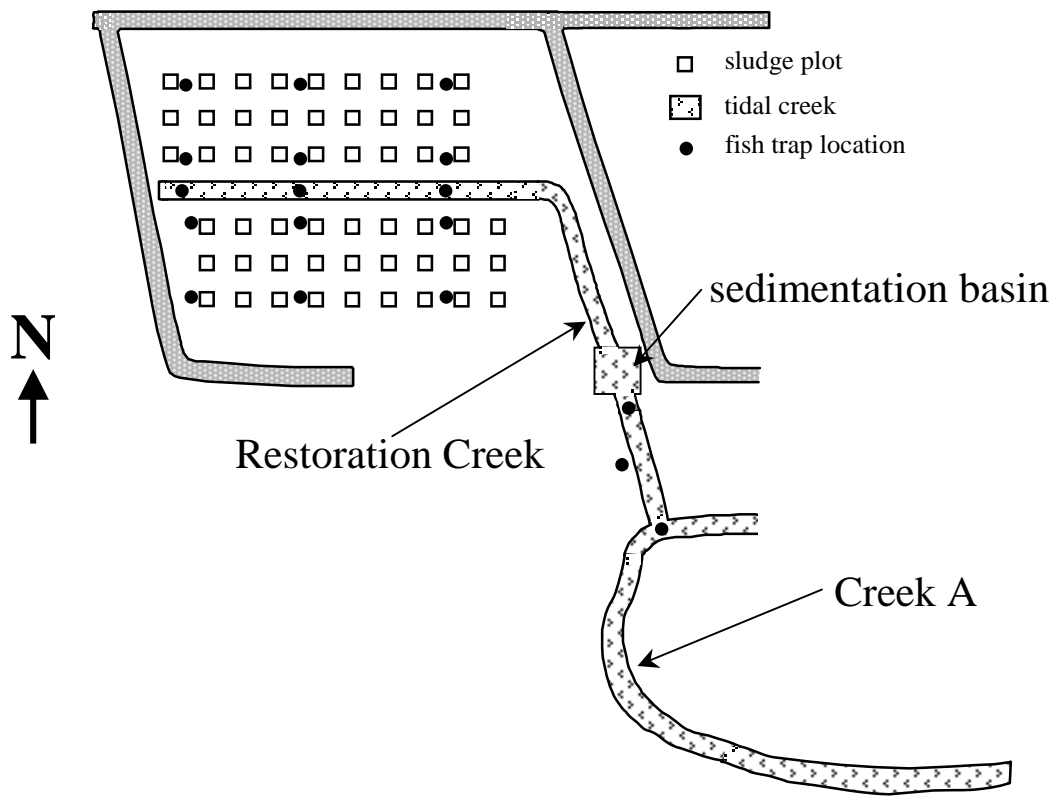 sludge plot
tidal creek
fish trap location
sedimentation basin
N
Restoration Creek
Creek A